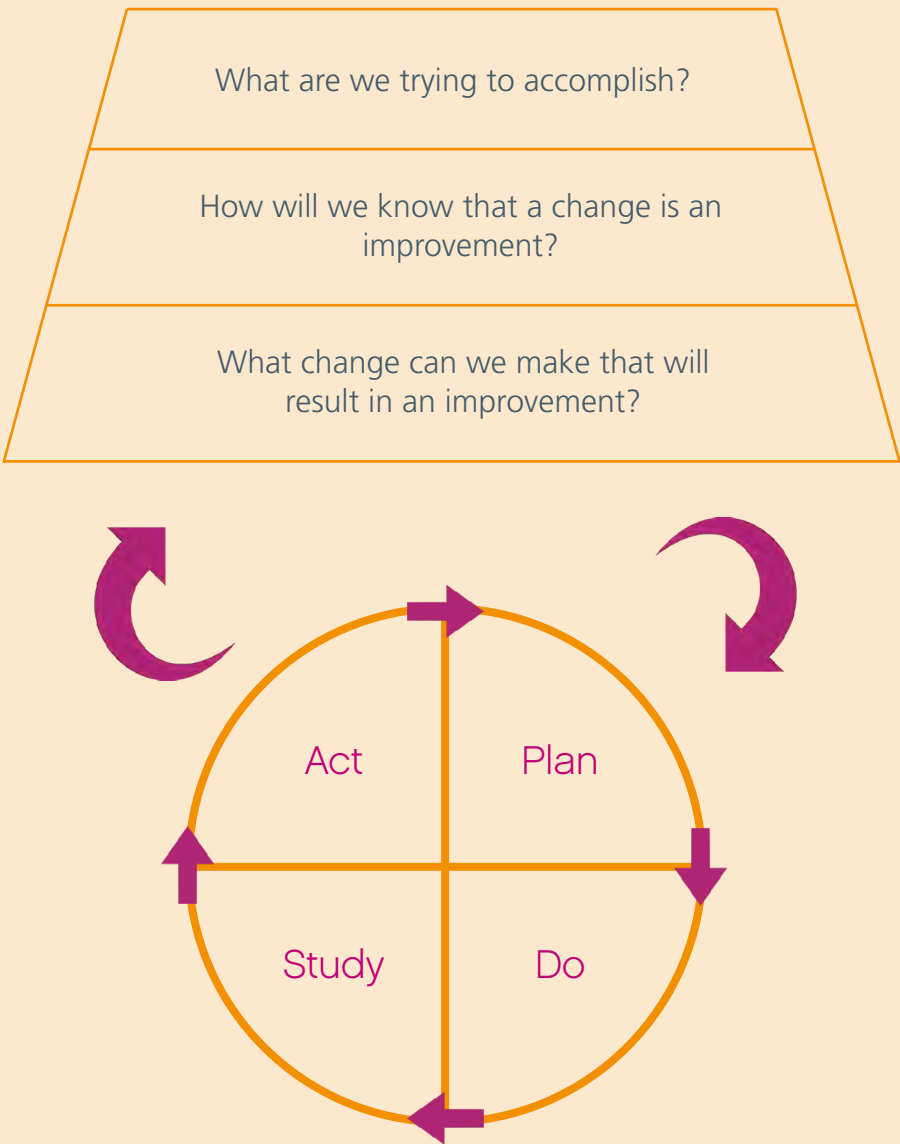 What are we trying to accomplish?
How will we know that a change is an
improvement?
What change can we make that will
result in an improvement?
Act
Plan
Study
Do